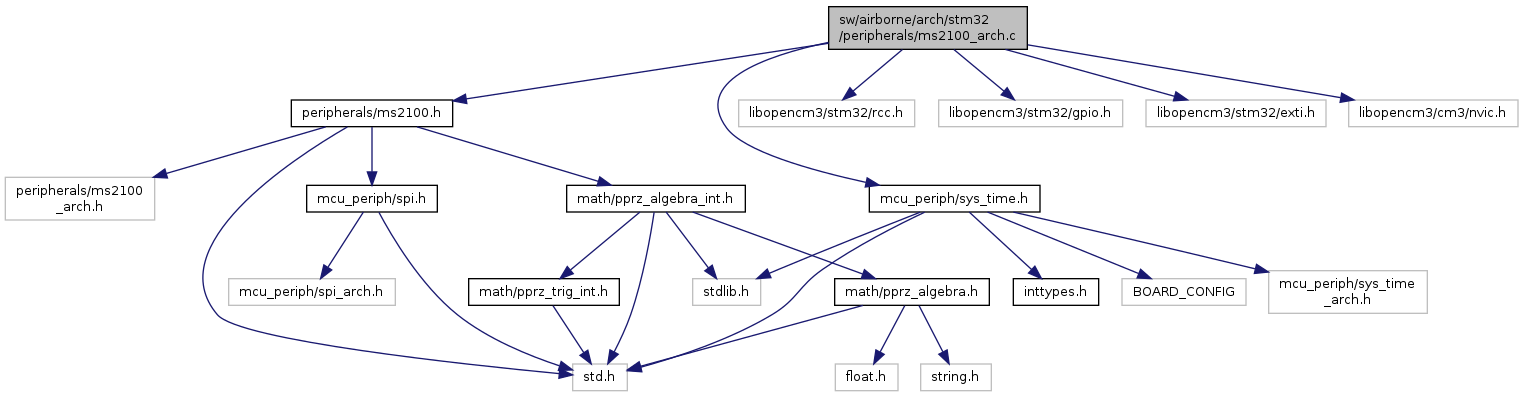 sw/airborne/arch/stm32
/peripherals/ms2100_arch.c
peripherals/ms2100.h
libopencm3/stm32/rcc.h
libopencm3/stm32/gpio.h
libopencm3/stm32/exti.h
libopencm3/cm3/nvic.h
peripherals/ms2100
_arch.h
mcu_periph/spi.h
math/pprz_algebra_int.h
mcu_periph/sys_time.h
mcu_periph/spi_arch.h
math/pprz_trig_int.h
stdlib.h
math/pprz_algebra.h
inttypes.h
BOARD_CONFIG
mcu_periph/sys_time
_arch.h
std.h
float.h
string.h